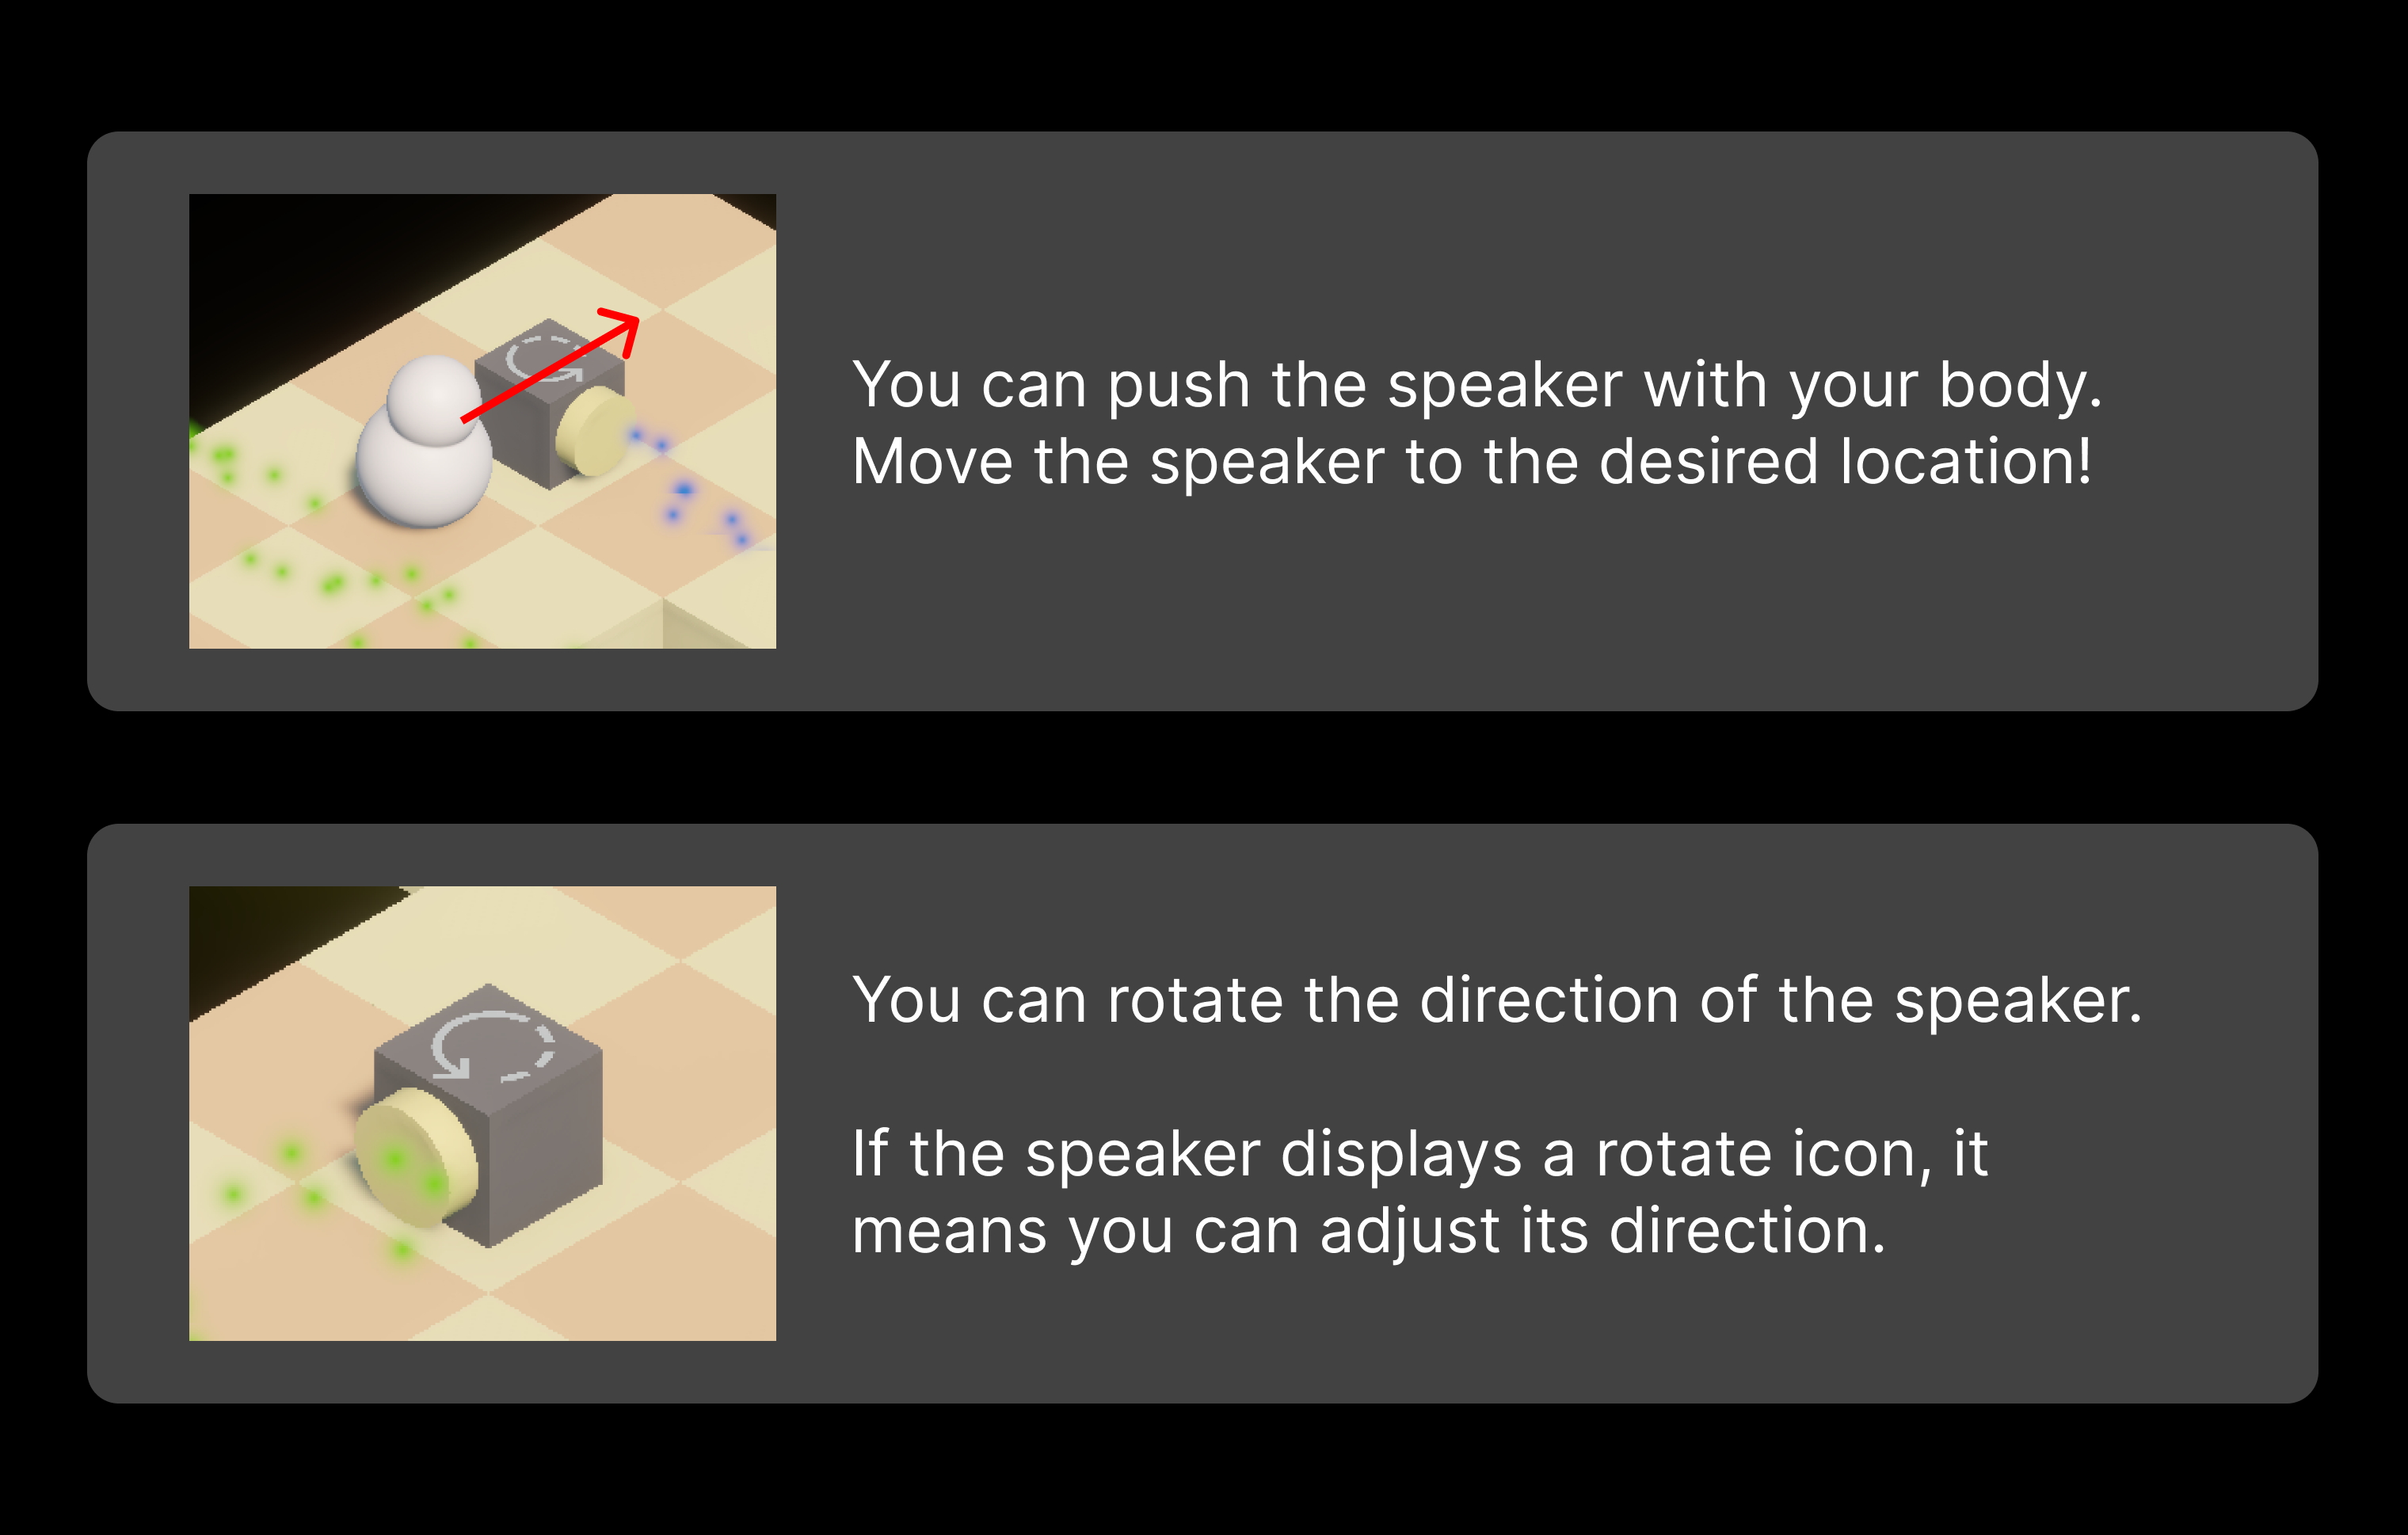 You can push the speaker with your body.
Move the speaker to the desired location!
You can rotate the direction of the speaker.
If the speaker displays a rotate icon, it
means you can adjust its direction.